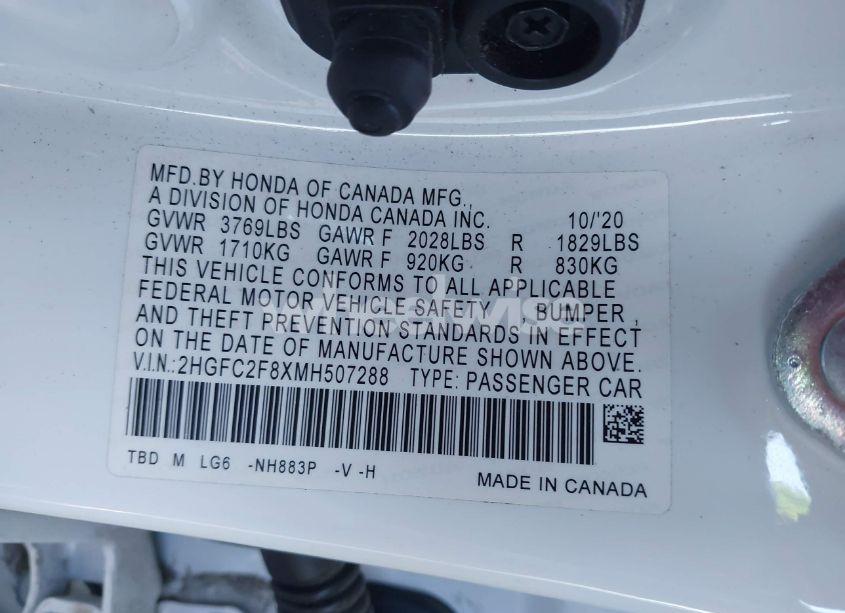 MFD.BY HONDA OF CANADA MFG.,
A DIVISION OF HONDA CANADA INC. 10/'20
GVWR 3769LBS GAWR F 2028LBS R 1829LBS
GVWR 1710KG GAWR F 920KG R 830KG
THIS VEHICLE CONFORMS TO ALL APPLICABLE
FEDERAL MOTOR VEHICLE SAFETY , BUMPER ,
AND THEFT PREVENTION STANDARDS IN EFFECT
ON THE DATE OF MANUFACTURE SHOWN ABOVE.
V.I.N.:2HGFC2F8XMH507288 TYPE: PASSENGER CAR
TBD M LG6 -NH883P -V -H
MADE IN CANADA